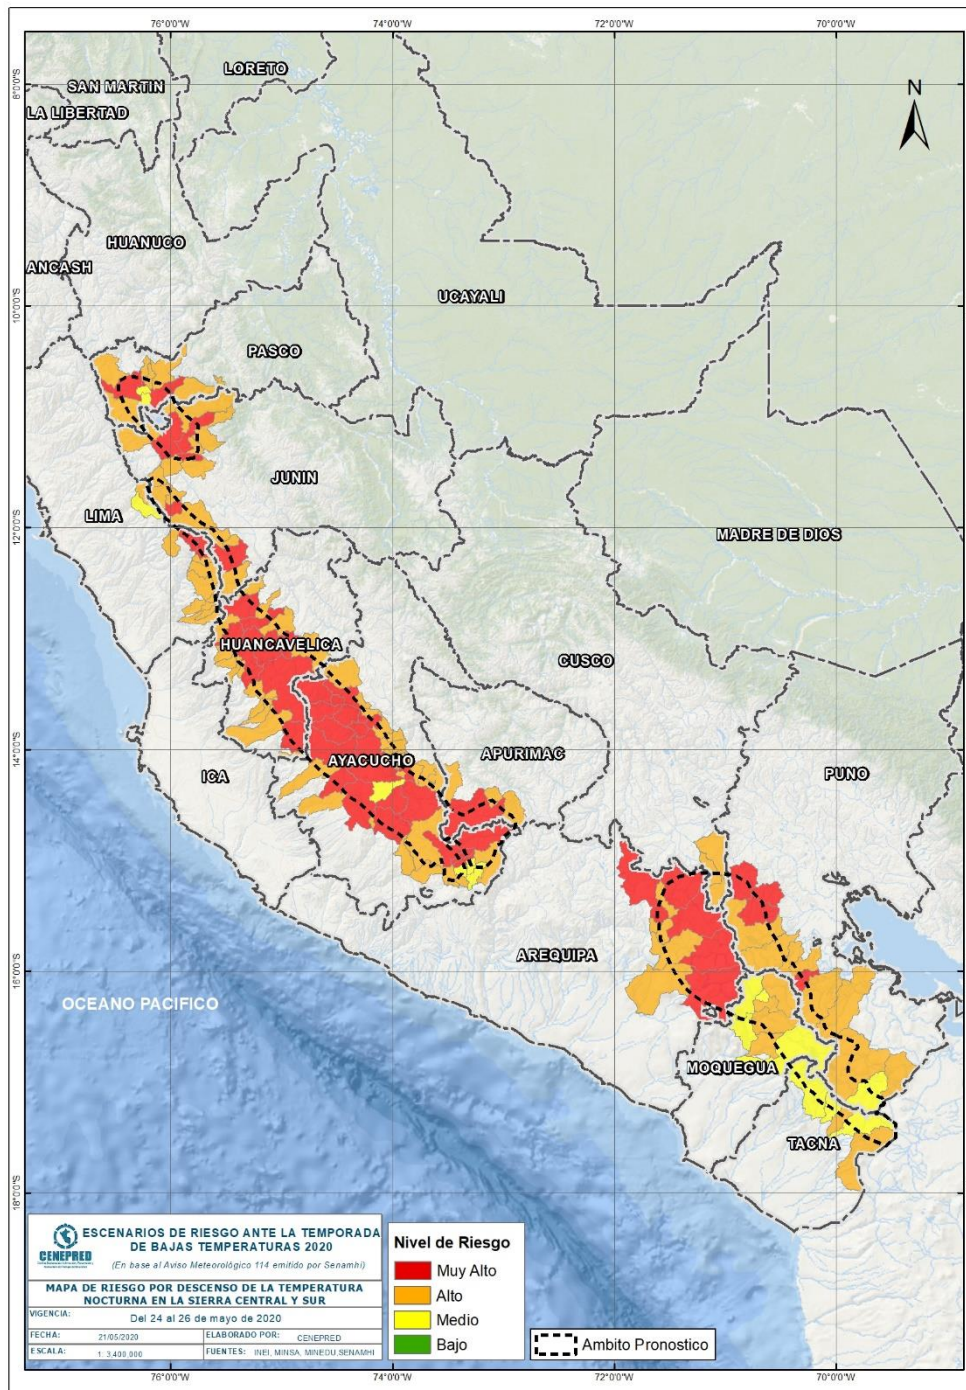 76°0'0"W
74°0'0"W
72°0'0"W
70°0'0"W
8°0'0"S
10°0'0"S
12°0'0"S
14°0'0"S
16°0'0"S
18°0'0"S
N
LORETO
SAN MARTIN
LA LIBERTAD
HUANUCO
ANCASH
UCAYALI
PASCO
JUNIN
LIMA
MADRE DE DIOS
HUANCAVELICA
CUSCO
AYACUCHO
APURIMAC
ICA
PUNO
AREQUIPA
OCEANO PACIFICO
MOQUEGUA
TACNA
CENEPRED
ESCENARIOS DE RIESGO ANTE LA TEMPORADA
DE BAJAS TEMPERATURAS 2020
(En base al Aviso Meteorológico 114 emitido por Senamhi)
MAPA DE RIESGO POR DESCENSO DE LA TEMPERATURA
NOCTURNA EN LA SIERRA CENTRAL Y SUR
VIGENCIA: Del 24 al 26 de mayo de 2020
FECHA: 21/05/2020 ELABORADO POR: CENEPRED
ESCALA: 1: 3,400,000 FUENTES: INEI, MINSA, MINEDU,SENAMHI
Nivel de Riesgo
Muy Alto
Alto
Medio
Bajo
Ambito Pronostico
76°0'0"W
74°0'0"W
72°0'0"W
70°0'0"W